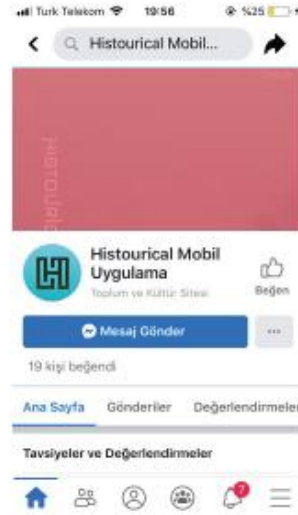 Turk Telekom 19:56 %25
Histourical Mobil...
HISTOURIC
Histourical Mobil
Uygulama
Toplum ve Kültür Sitesi
Beğen
Mesaj Gönder
19 kişi beğendi
Ana Sayfa Gönderiler Değerlendirmeler
Tavsiyeler ve Değerlendirmeler
7